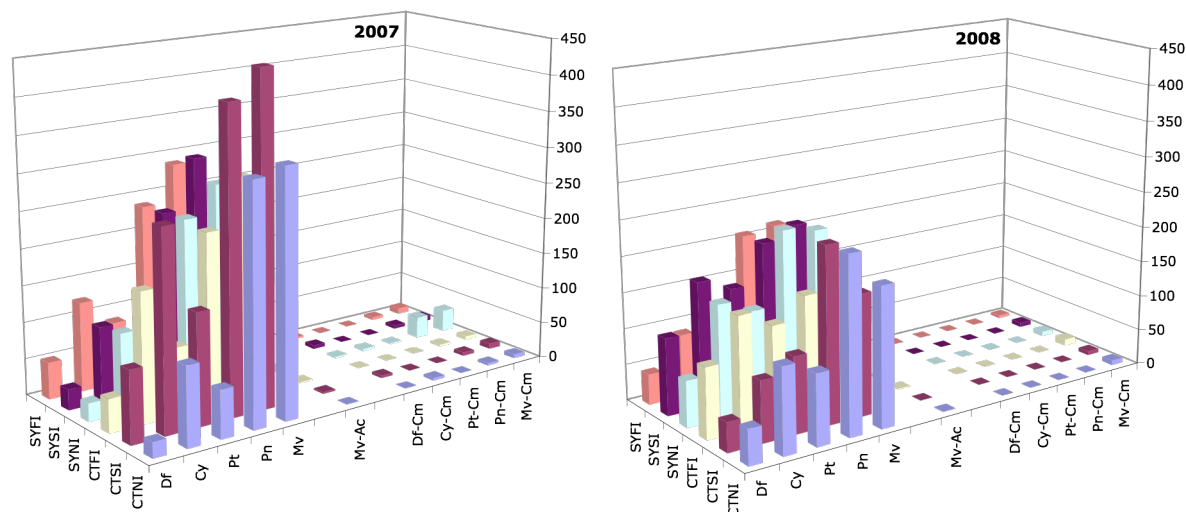 2007
450
400
350
300
250
200
150
100
50
0
SYFI
SYSI
SYNI
CTFI
CTSI
CTNI
Df
Cy
Pt
Pn
Mv
Mv-Ac
Df-Cm
Cy-Cm
Pt-Cm
Pn-Cm
Mv-Cm
2008
450
400
350
300
250
200
150
100
50
0
SYFI
SYSI
SYNI
CTFI
CTSI
CTNI
Df
Cy
Pt
Pn
Mv
Mv-Ac
Df-Cm
Cy-Cm
Pt-Cm
Pn-Cm
Mv-Cm